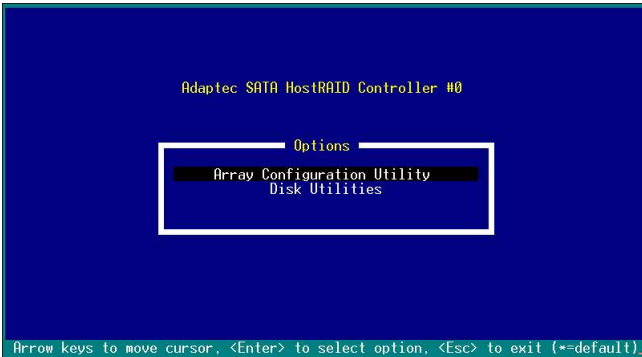 Adaptec SATA HostRAID Controller #0
Options
Array Configuration Utility
Disk Utilities
Arrow keys to move cursor, <Enter> to select option, <Esc> to exit (*=default)